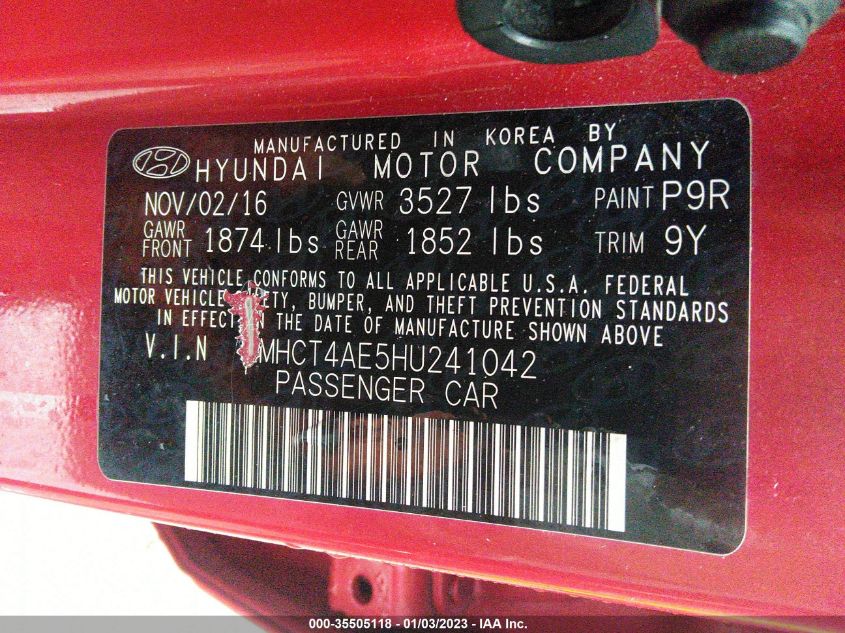 MANUFACTURED IN KOREA BY
HYUNDAI MOTOR COMPANY
NOV/02/16 GVWR 3527 lbs PAINT P9R
GAWR FRONT 1874 lbs GAWR REAR 1852 lbs TRIM 9Y
THIS VEHICLE CONFORMS TO ALL APPLICABLE U.S.A. FEDERAL
MOTOR VEHICLE BUMPER, AND THEFT PREVENTION STANDARDS
IN EFFECT THE DATE OF MANUFACTURE SHOWN ABOVE
V.I.N MHCT4AE5HU241042
PASSENGER CAR
000-35505118 - 01/03/2023 - IAA Inc.